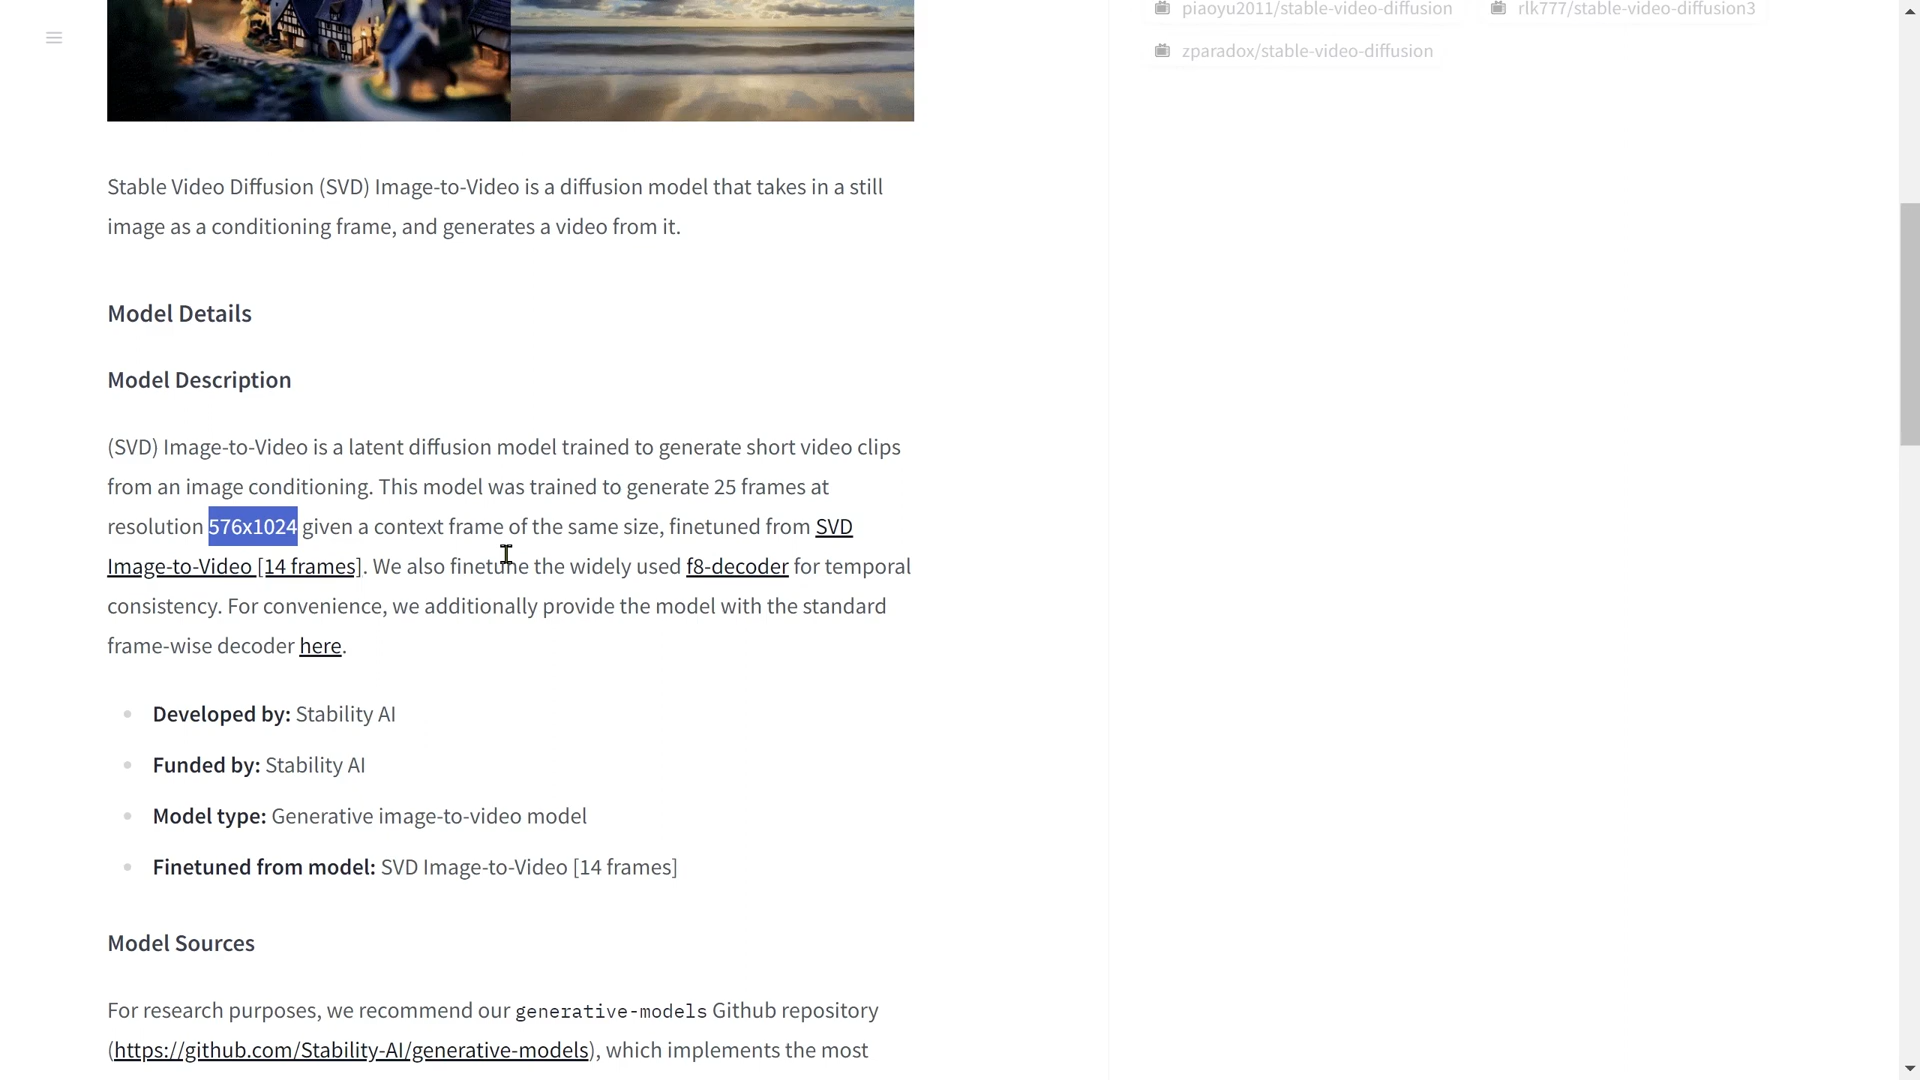 piaoyu2011/stable-video-diffusion
rlk777/stable-video-diffusion3
zparadox/stable-video-diffusion
Stable Video Diffusion (SVD) Image-to-Video is a diffusion model that takes in a still
image as a conditioning frame, and generates a video from it.
Model Details
Model Description
(SVD) Image-to-Video is a latent diffusion model trained to generate short video clips
from an image conditioning. This model was trained to generate 25 frames at
resolution 576x1024 given a context frame of the same size, finetuned from SVD
Image-to-Video [14 frames]. We also finetune the widely used f8-decoder for temporal
consistency. For convenience, we additionally provide the model with the standard
frame-wise decoder here.
Developed by: Stability AI
Funded by: Stability AI
Model type: Generative image-to-video model
Finetuned from model: SVD Image-to-Video [14 frames]
Model Sources
For research purposes, we recommend our generative-models Github repository
(https://github.com/Stability-AI/generative-models), which implements the most